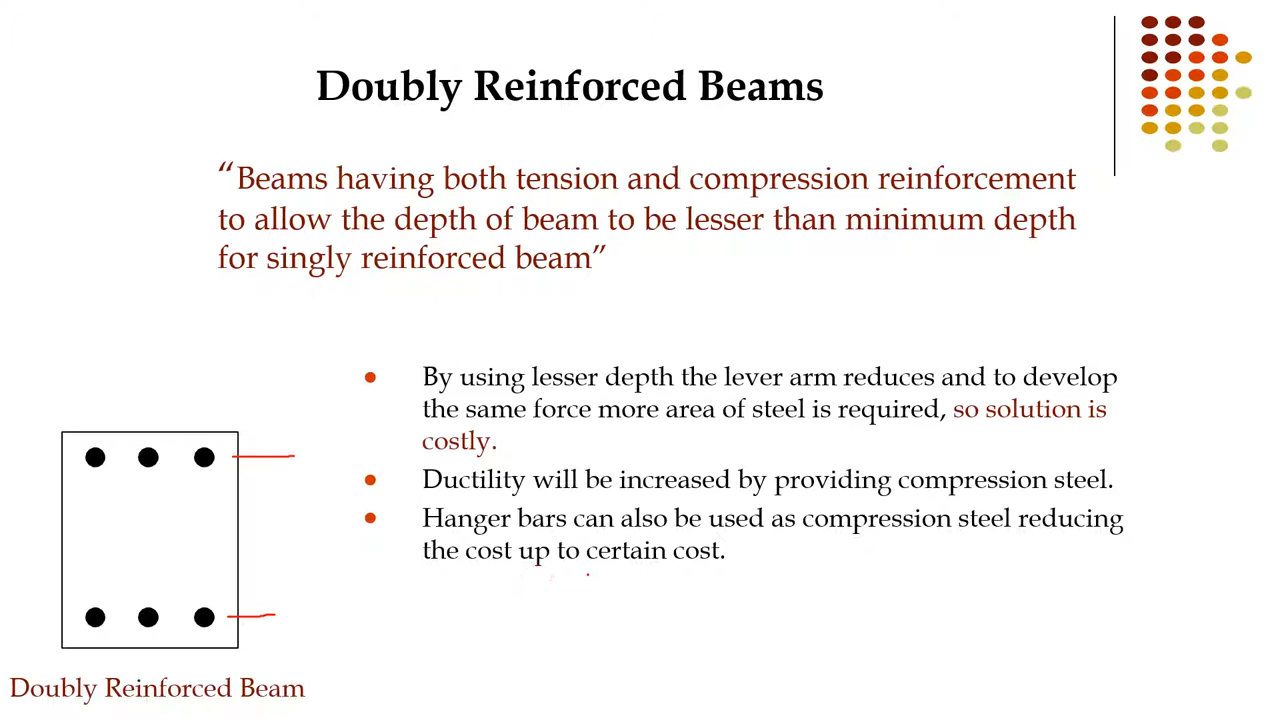 Doubly Reinforced Beams
“Beams having both tension and compression reinforcement
to allow the depth of beam to be lesser than minimum depth
for singly reinforced beam”
By using lesser depth the lever arm reduces and to develop
the same force more area of steel is required, so solution is
costly.
Ductility will be increased by providing compression steel.
Hanger bars can also be used as compression steel reducing
the cost up to certain cost.
Doubly Reinforced Beam